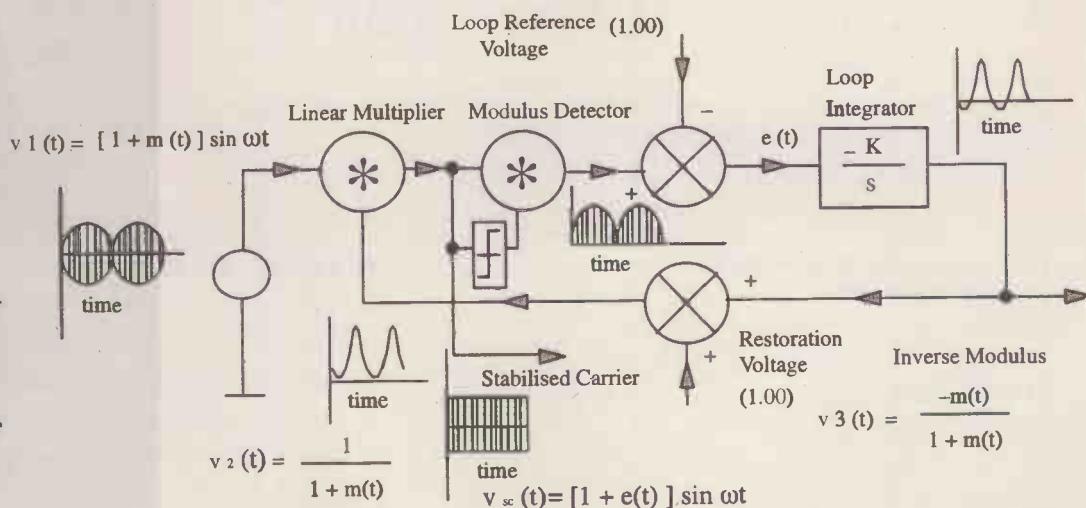 Loop Reference (1.00)
Voltage
Loop
Integrator
time
Linear Multiplier
Modulus Detector
v 1 (t) = [ 1 + m (t) ] sin ωt
−
e (t)
− K
S
*
*
+
time
time
time
+
+
Restoration
Voltage
(1.00)
Inverse Modulus
v 3 (t) = −m(t)
1 + m(t)
Stabilised Carrier
time
v 2 (t) = 1
1 + m(t)
v sc (t) = [ 1 + e(t) ] sin ωt